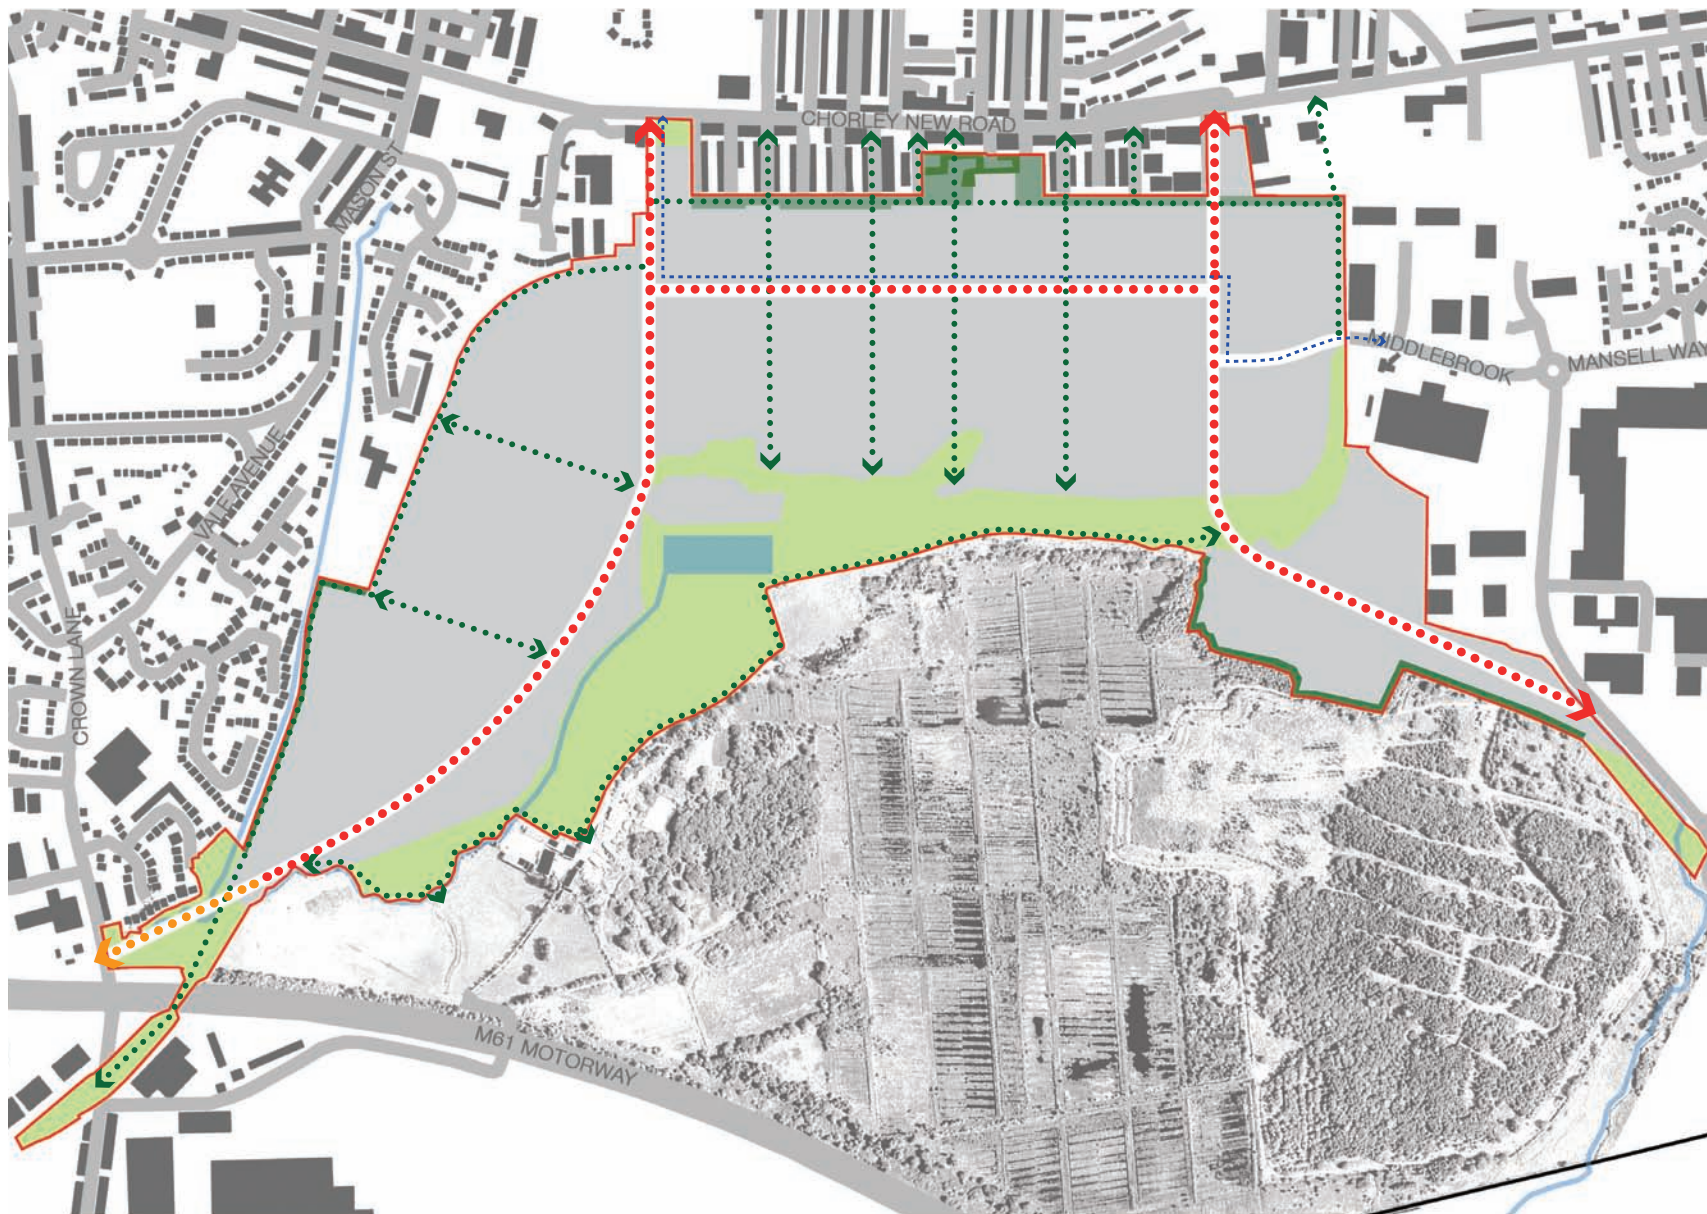 CHORLEY NEW ROAD
MASON ST
MIDDLEBROOK
MANSELL WAY
VALE AVENUE
CROWN LANE
M61 MOTORWAY